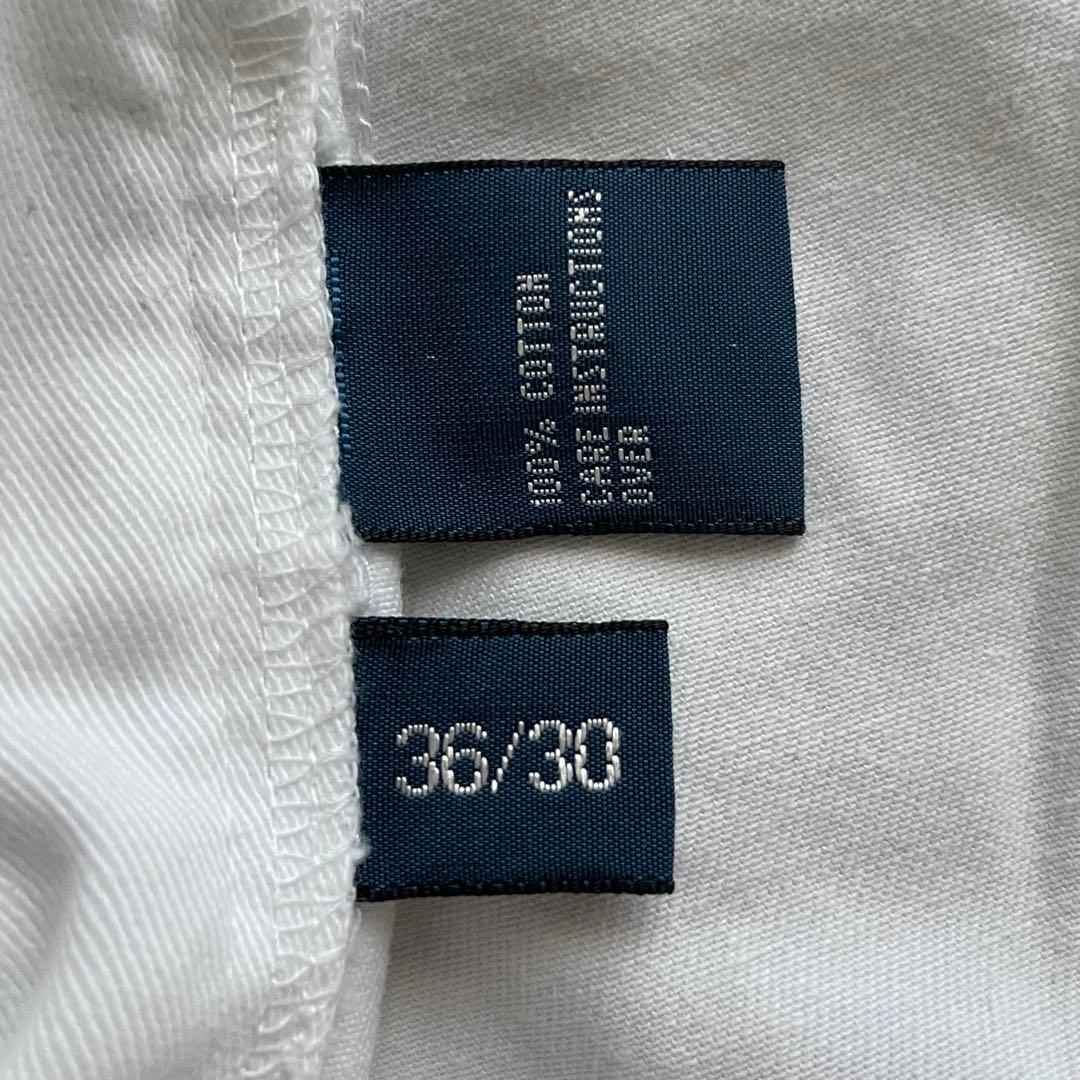 100% COTTON
CARE INSTRUCTIONS
OVER
36/30